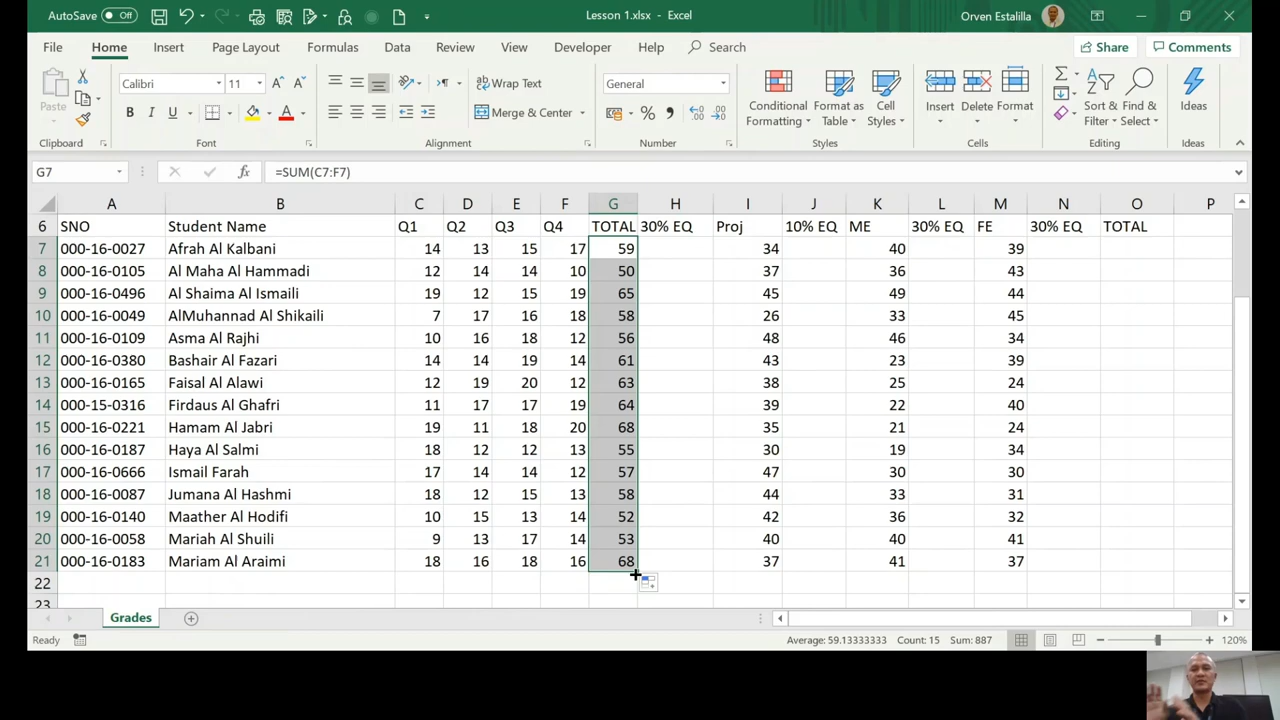 AutoSave Off Lesson 1.xlsx - Excel Orven Estalilla
File Home Insert Page Layout Formulas Data Review View Developer Help Search Share Comments
Paste Calibri 11 Wrap Text General Conditional Format as Cell Insert Delete Format Sort & Find & Ideas
B I U A Merge & Center % Formatting Table Styles Filter Select
Clipboard Font Alignment Number Styles Cells Editing Ideas
G7 fx =SUM(C7:F7)
A B C D E F G H I J K L M N O P
6 SNO Student Name Q1 Q2 Q3 Q4 TOTAL 30% EQ Proj 10% EQ ME 30% EQ FE 30% EQ TOTAL
7 000-16-0027 Afrah Al Kalbani 14 13 15 17 59 34 40 39
8 000-16-0105 Al Maha Al Hammadi 12 14 14 10 50 37 36 43
9 000-16-0496 Al Shaima Al Ismaili 19 12 15 19 65 45 49 44
10 000-16-0049 AlMuhannad Al Shikaili 7 17 16 18 58 26 33 45
11 000-16-0109 Asma Al Rajhi 10 16 18 12 56 48 46 34
12 000-16-0380 Bashair Al Fazari 14 14 19 14 61 43 23 39
13 000-16-0165 Faisal Al Alawi 12 19 20 12 63 38 25 24
14 000-15-0316 Firdaus Al Ghafri 11 17 17 19 64 39 22 40
15 000-16-0221 Hamam Al Jabri 19 11 18 20 68 35 21 24
16 000-16-0187 Haya Al Salmi 18 12 12 13 55 30 19 34
17 000-16-0666 Ismail Farah 17 14 14 12 57 47 30 30
18 000-16-0087 Jumana Al Hashmi 18 12 15 13 58 44 33 31
19 000-16-0140 Maather Al Hodifi 10 15 13 14 52 42 36 32
20 000-16-0058 Mariah Al Shuili 9 13 17 14 53 40 40 41
21 000-16-0183 Mariam Al Araimi 18 16 18 16 68 37 41 37
22
23
Grades
Ready Average: 59.13333333 Count: 15 Sum: 887 120%